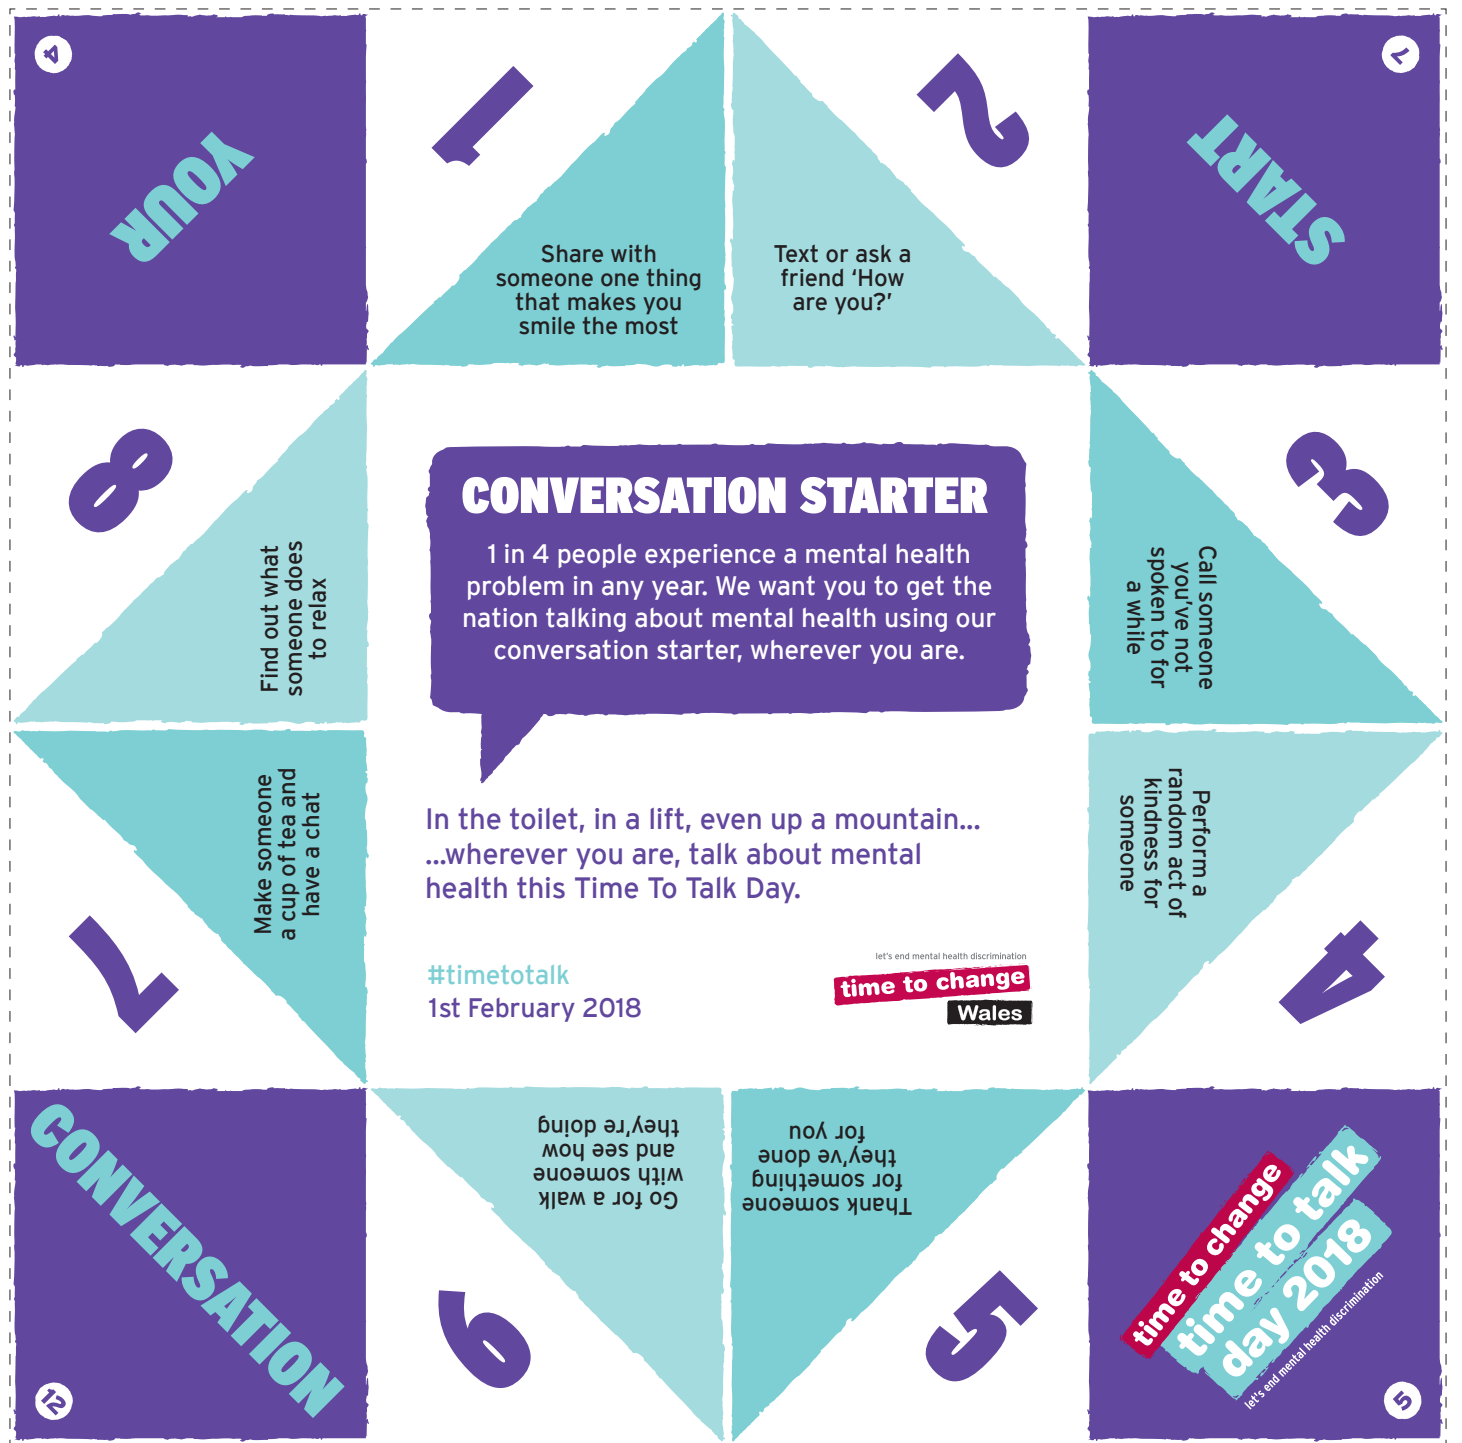 4
YOUR
1
Share with
someone one thing
that makes you
smile the most
2
Text or ask a
friend ‘How
are you?’
7
START
8
Find out what
someone does
to relax
CONVERSATION STARTER
1 in 4 people experience a mental health
problem in any year. We want you to get the
nation talking about mental health using our
conversation starter, wherever you are.
3
Call someone
you’ve not
spoken to for
a while
7
Make someone
a cup of tea and
have a chat
In the toilet, in a lift, even up a mountain...
...wherever you are, talk about mental
health this Time To Talk Day.
#timetotalk
1st February 2018
let’s end mental health discrimination
time to change
Wales
4
Perform a
random act of
kindness for
someone
12
CONVERSATION
6
Go for a walk
with someone
and see how
they’re doing
5
Thank someone
for something
they’ve done
for you
time to change
time to talk
day 2018
let’s end mental health discrimination
5